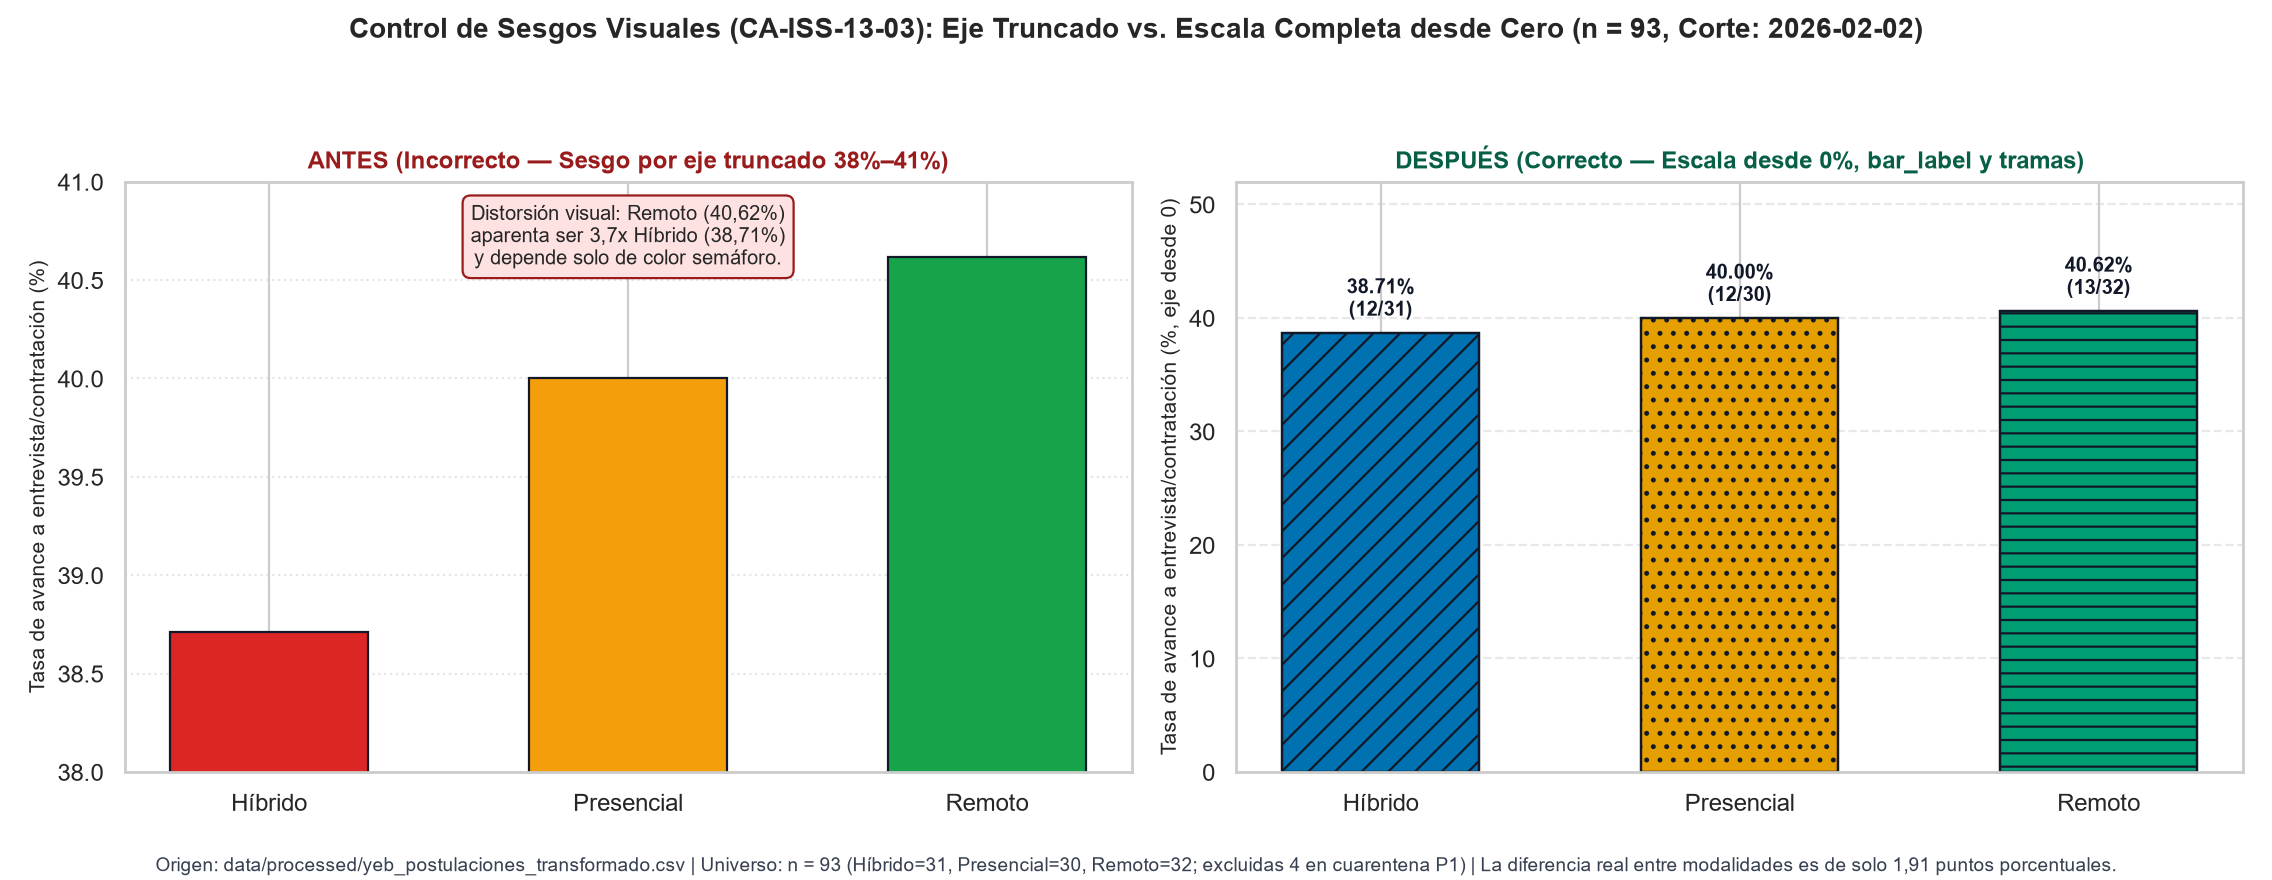 Control de Sesgos Visuales (CA-ISS-13-03): Eje Truncado vs. Escala Completa desde Cero (n = 93, Corte: 2026-02-02)
ANTES (Incorrecto — Sesgo por eje truncado 38%–41%)
Tasa de avance a entrevista/contratación (%)
41.0
40.5
40.0
39.5
39.0
38.5
38.0
Distorsión visual: Remoto (40,62%)
aparenta ser 3,7x Híbrido (38,71%)
y depende solo de color semáforo.
Híbrido
Presencial
Remoto
DESPUÉS (Correcto — Escala desde 0%, bar_label y tramas)
Tasa de avance a entrevista/contratación (%, eje desde 0)
50
40
30
20
10
0
38.71%
(12/31)
40.00%
(12/30)
40.62%
(13/32)
Híbrido
Presencial
Remoto
Origen: data/processed/yeb_postulaciones_transformado.csv | Universo: n = 93 (Híbrido=31, Presencial=30, Remoto=32; excluidas 4 en cuarentena P1) | La diferencia real entre modalidades es de solo 1,91 puntos porcentuales.